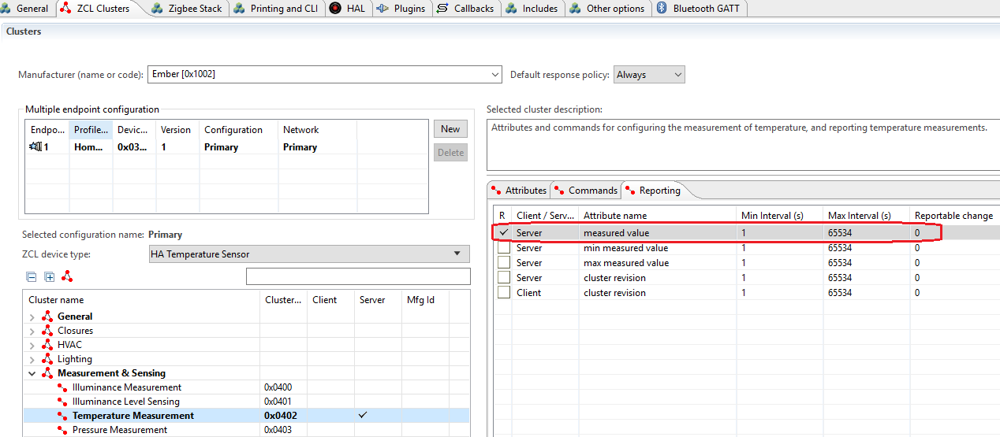 General ZCL Clusters Zigbee Stack Printing and CLI HAL Plugins Callbacks Includes Other options Bluetooth GATT
Clusters
Manufacturer (name or code): Ember [0x1002] Default response policy: Always
Multiple endpoint configuration
Endpo... Profile... Devic... Version Configuration Network
1 Hom... 0x03... 1 Primary Primary
New
Delete
Selected configuration name: Primary
ZCL device type: HA Temperature Sensor
Cluster name Cluster... Client Server Mfg Id
General
Closures
HVAC
Lighting
Measurement & Sensing
Illuminance Measurement 0x0400
Illuminance Level Sensing 0x0401
Temperature Measurement 0x0402
Pressure Measurement 0x0403
Selected cluster description:
Attributes and commands for configuring the measurement of temperature, and reporting temperature measurements.
Attributes Commands Reporting
R Client / Serv... Attribute name Min Interval (s) Max Interval (s) Reportable change
Server measured value 1 65534 0
Server min measured value 1 65534 0
Server max measured value 1 65534 0
Server cluster revision 1 65534 0
Client cluster revision 1 65534 0